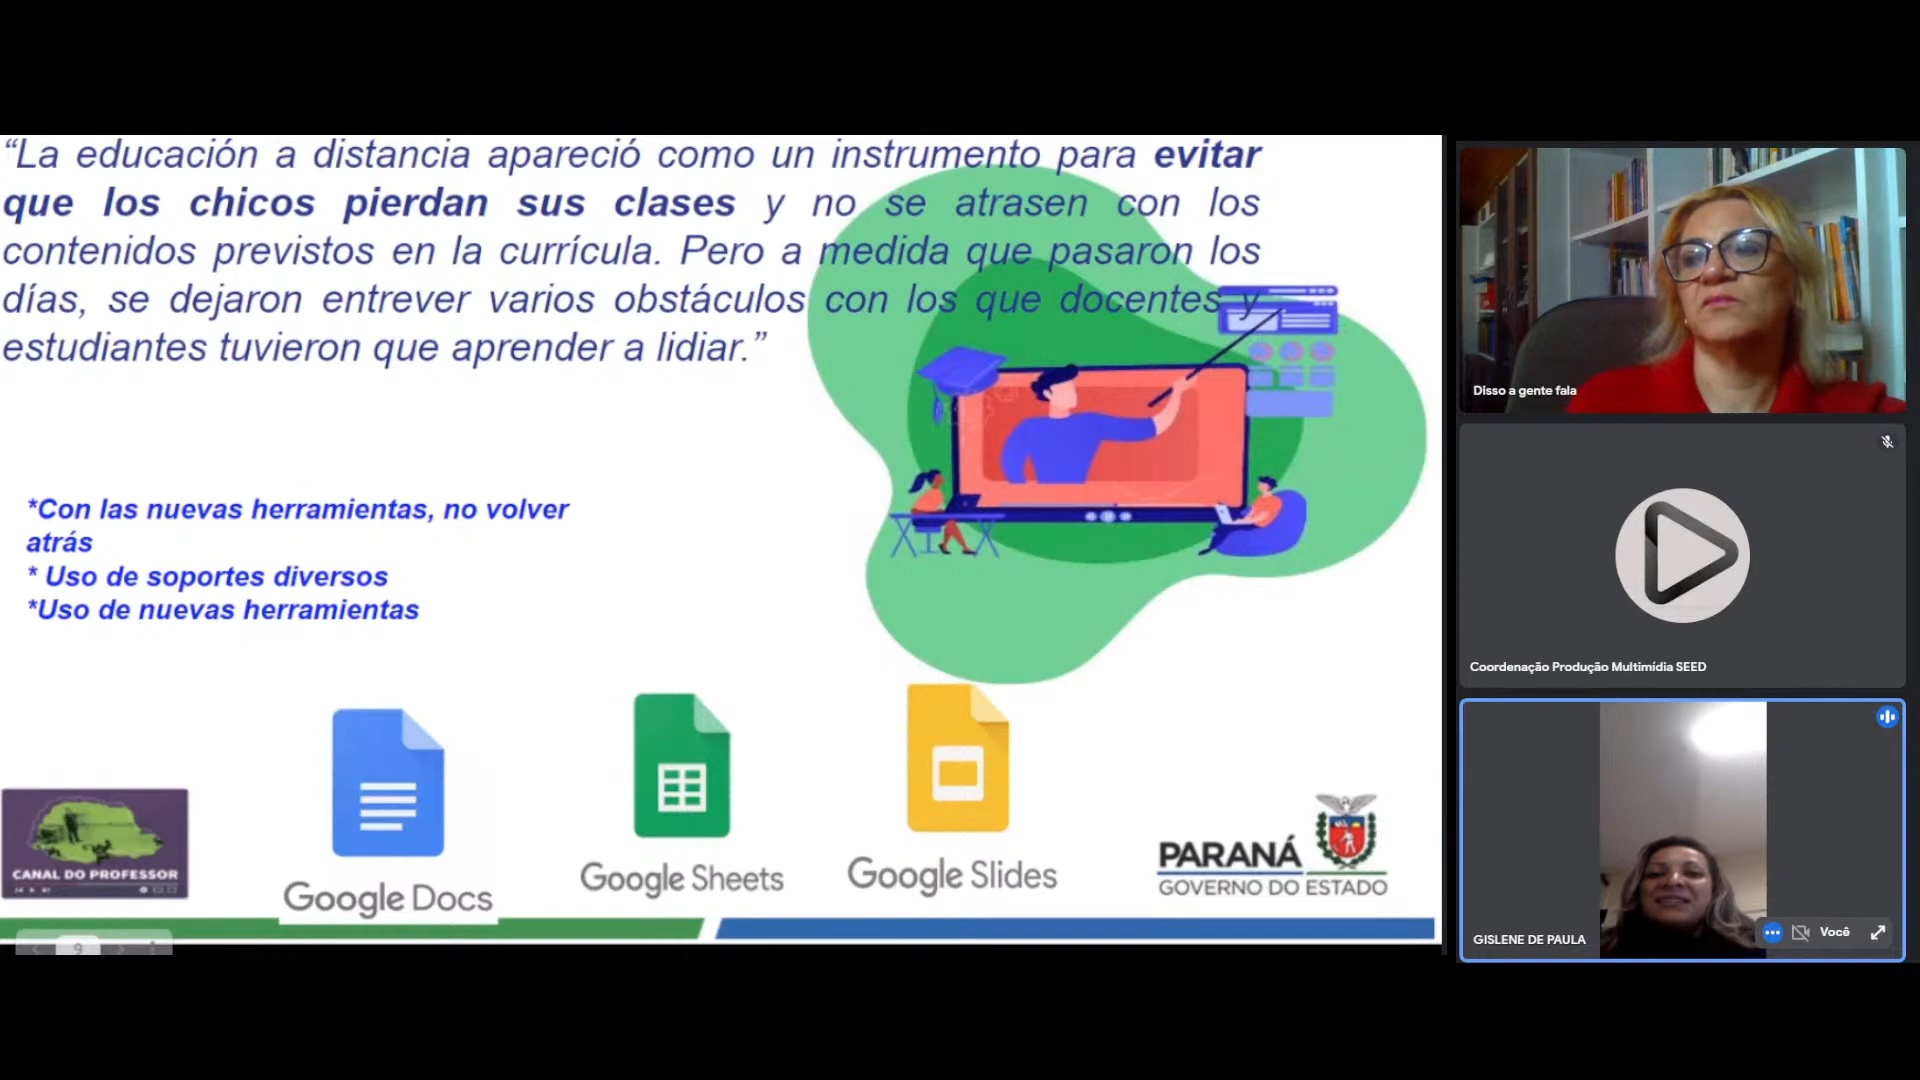 “La educación a distancia apareció como un instrumento para evitar
que los chicos pierdan sus clases y no se atrasen con los
contenidos previstos en la currícula. Pero a medida que pasaron los
días, se dejaron entrever varios obstáculos con los que docentes y
estudiantes tuvieron que aprender a lidiar.”
*Con las nuevas herramientas, no volver
atrás
* Uso de soportes diversos
*Uso de nuevas herramientas
CANAL DO PROFESSOR
Google Docs
Google Sheets
Google Slides
PARANÁ
GOVERNO DO ESTADO
9
Disso a gente fala
Coordenação Produção Multimídia SEED
GISLENE DE PAULA
Você